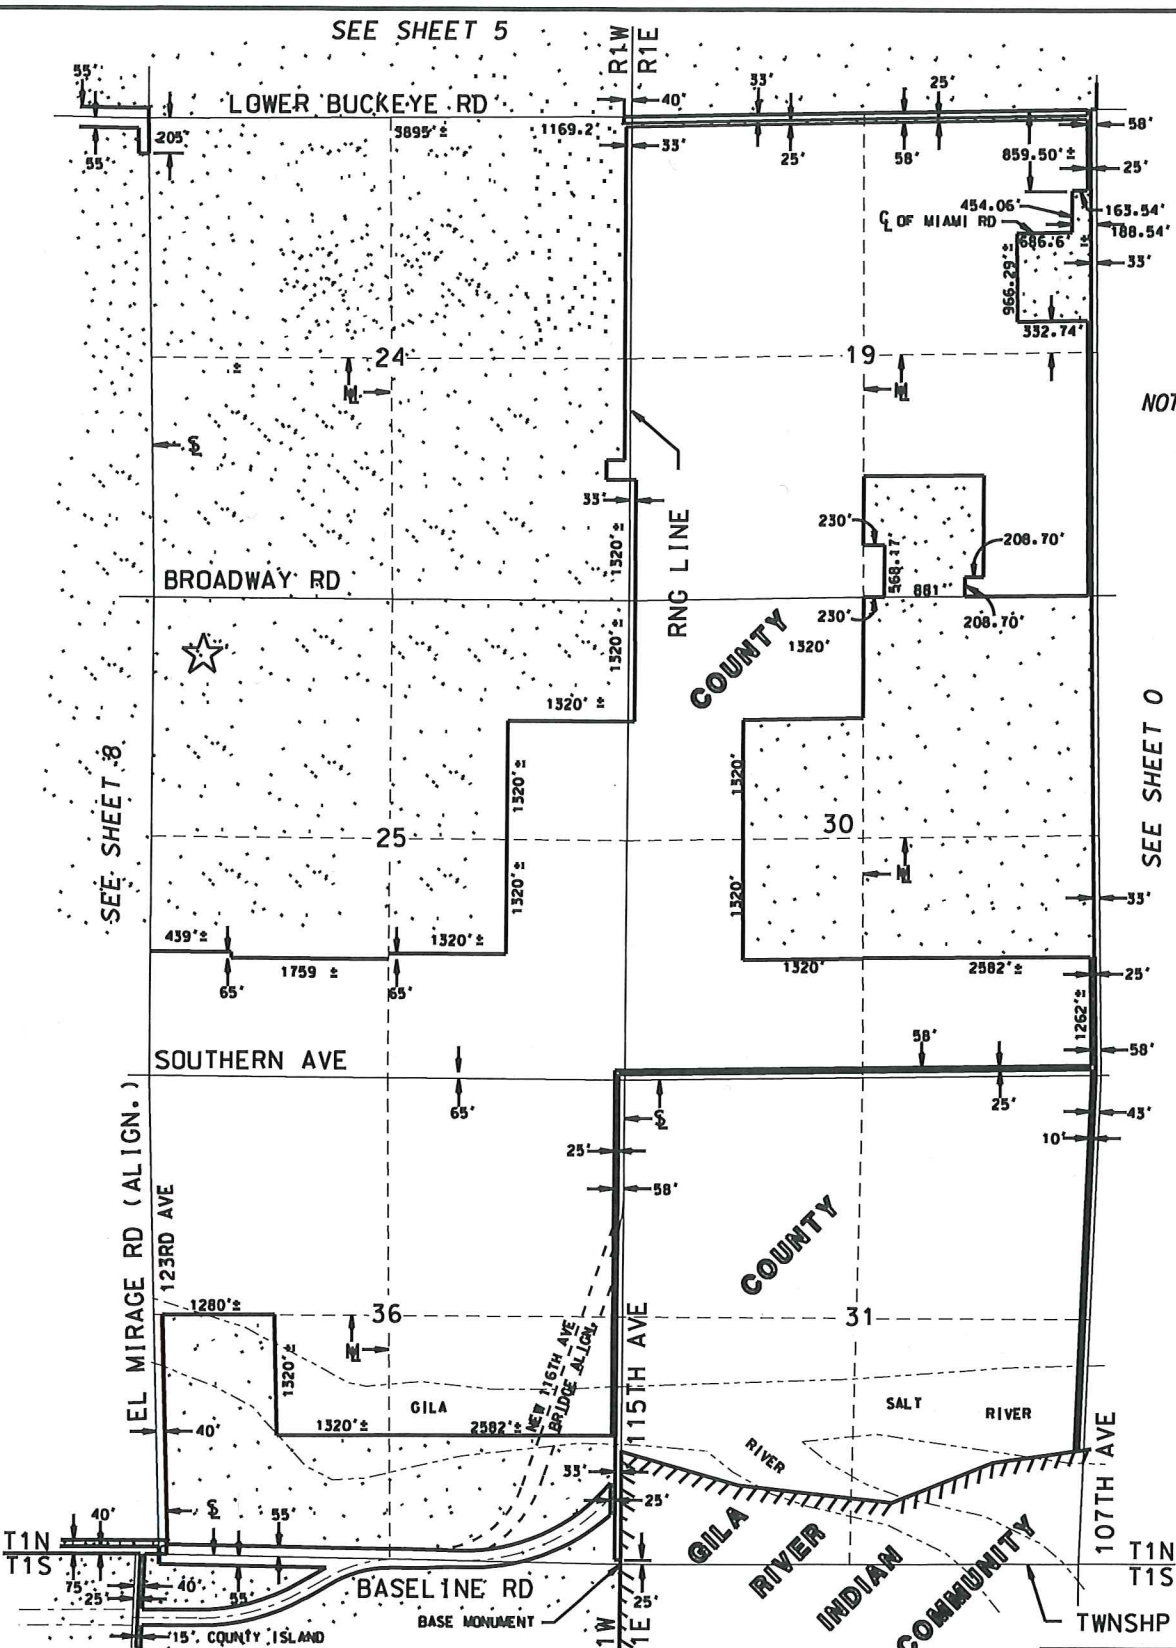 SEE SHEET 5
R1W
R1E
55'
LOWER BUCKEYE RD
40'
33'
25'
205'
3895'±
1169.2'
58'
55'
33'
25'
58'
859.50'±
25'
454.06'
163.54'
℄ OF MIAMI RD
188.54'
686.6'±
33'
966.29'±
332.74'
24
19
M
M
NOT
S
33'
1320'±
RNG LINE
230'
208.70'
568.17'
BROADWAY RD
881'
230'
208.70'
1320'±
COUNTY
1320'
1320'±
SEE SHEET 8
1320'±
1320'
SEE SHEET 0
25
30
M
1320'±
1320'
33'
439'±
1320'±
1759 ±
1320'
2582'±
65'
65'
25'
1262'±
58'
SOUTHERN AVE
58'
65'
25'
S
43'
25'
10'
58'
EL MIRAGE RD (ALIGN.)
123RD AVE
COUNTY
1280'±
36
31
M
1320'±
NEW 116TH AVE
BRIDGE ALIGN.
115TH AVE
GILA
SALT
RIVER
1320'±
2582'±
40'
RIVER
107TH AVE
33'
S
25'
40'
55'
T1N
T1S
GILA
RIVER
INDIAN
COMMUNITY
T1N
T1S
75'
25'
40'
55'
BASELINE RD
BASE MONUMENT
25'
15' COUNTY ISLAND
1W
1E
TWNSHP